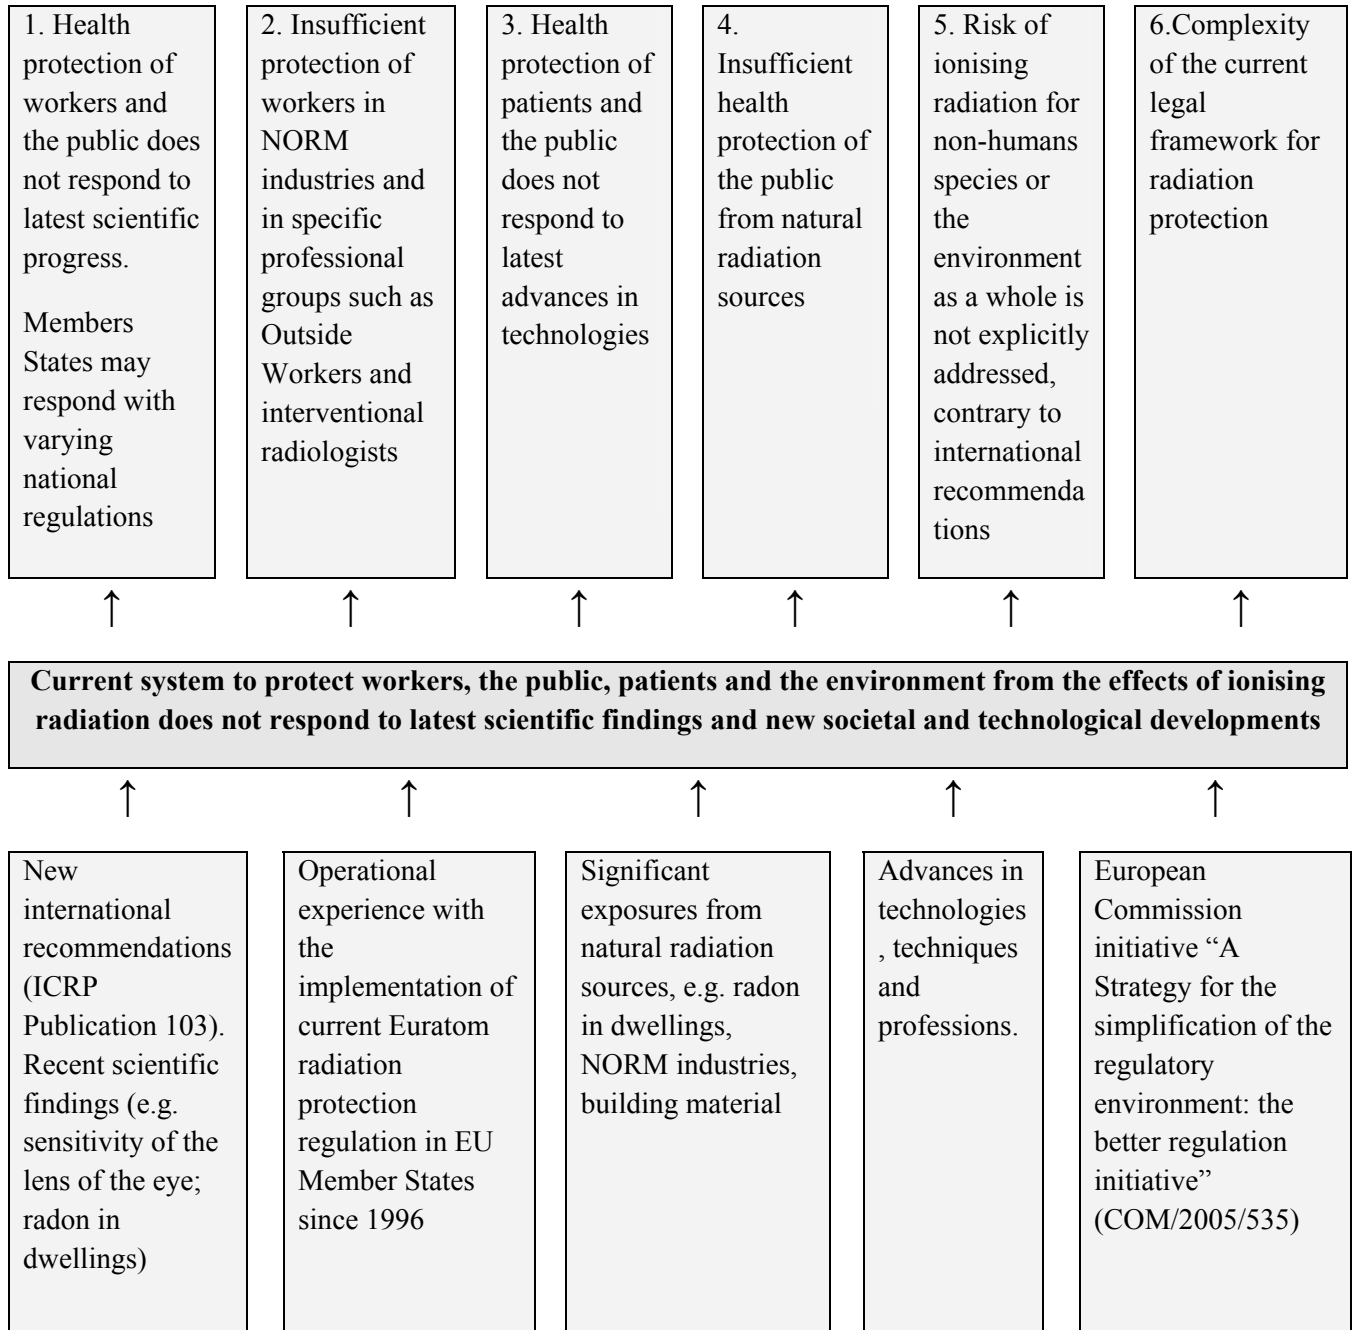 1. Health
protection of
workers and
the public does
not respond to
latest scientific
progress.
Members
States may
respond with
varying
national
regulations
2. Insufficient
protection of
workers in
NORM
industries and
in specific
professional
groups such as
Outside
Workers and
interventional
radiologists
3. Health
protection of
patients and
the public
does not
respond to
latest
advances in
technologies
4.
Insufficient
health
protection of
the public
from natural
radiation
sources
5. Risk of
ionising
radiation for
non-humans
species or
the
environment
as a whole is
not explicitly
addressed,
contrary to
international
recommenda
tions
6.Complexity
of the current
legal
framework for
radiation
protection
↑ ↑ ↑ ↑ ↑ ↑
Current system to protect workers, the public, patients and the environment from the effects of ionising
radiation does not respond to latest scientific findings and new societal and technological developments
↑ ↑ ↑ ↑ ↑
New
international
recommendations
(ICRP
Publication 103).
Recent scientific
findings (e.g.
sensitivity of the
lens of the eye;
radon in
dwellings)
Operational
experience with
the
implementation of
current Euratom
radiation
protection
regulation in EU
Member States
since 1996
Significant
exposures from
natural radiation
sources, e.g. radon
in dwellings,
NORM industries,
building material
Advances in
technologies
, techniques
and
professions.
European
Commission
initiative “A
Strategy for the
simplification of the
regulatory
environment: the
better regulation
initiative”
(COM/2005/535)